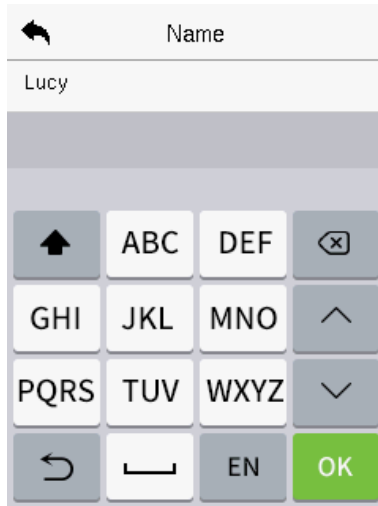 Name
Lucy
ABC DEF
GHI JKL MNO
PQRS TUV WXYZ
EN OK